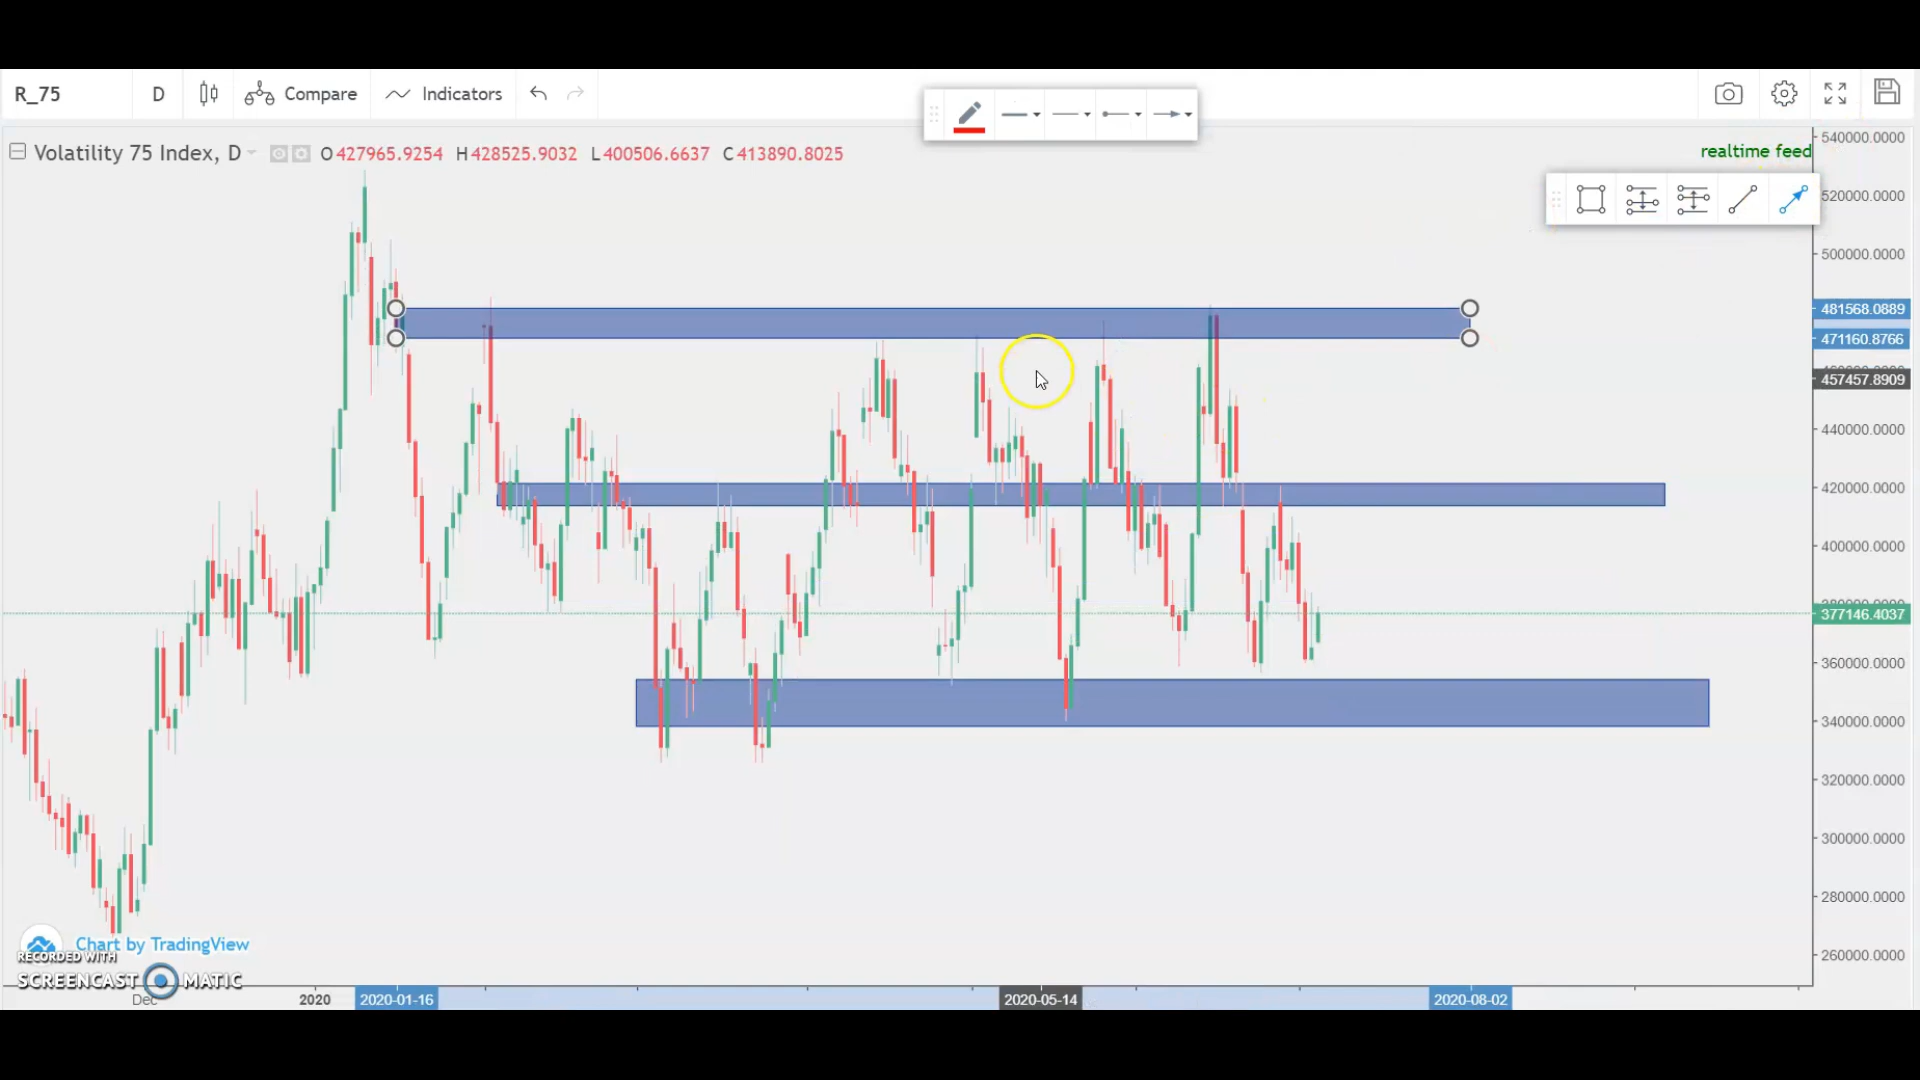 R_75 D Compare Indicators
Volatility 75 Index, D O427965.9254 H428525.9032 L400506.6637 C413890.8025
realtime feed
540000.0000
520000.0000
500000.0000
481568.0889
471160.8766
457457.8909
440000.0000
420000.0000
400000.0000
377146.4037
360000.0000
340000.0000
320000.0000
300000.0000
280000.0000
260000.0000
Chart by TradingView
RECORDED WITH
SCREENCAST MATIC
Dec 2020 2020-01-16 2020-05-14 2020-08-02